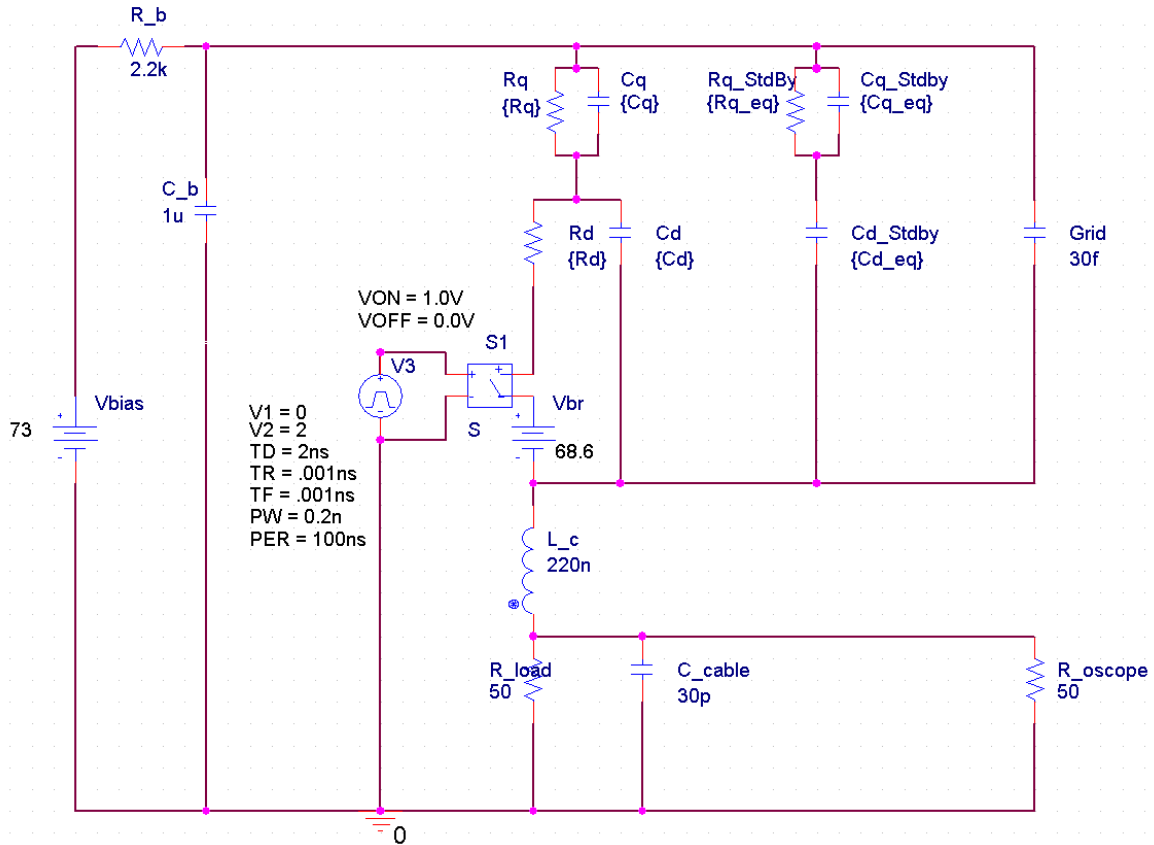 R_b
2.2k
C_b
1u
Vbias
73
Rq
{Rq}
Cq
{Cq}
Rq_StdBy
{Rq_eq}
Cq_Stdby
{Cq_eq}
Rd
{Rd}
Cd
{Cd}
Cd_Stdby
{Cd_eq}
Grid
30f
VON = 1.0V
VOFF = 0.0V
V3
S1
S
Vbr
68.6
V1 = 0
V2 = 2
TD = 2ns
TR = .001ns
TF = .001ns
PW = 0.2n
PER = 100ns
L_c
220n
R_load
50
C_cable
30p
R_oscope
50
0